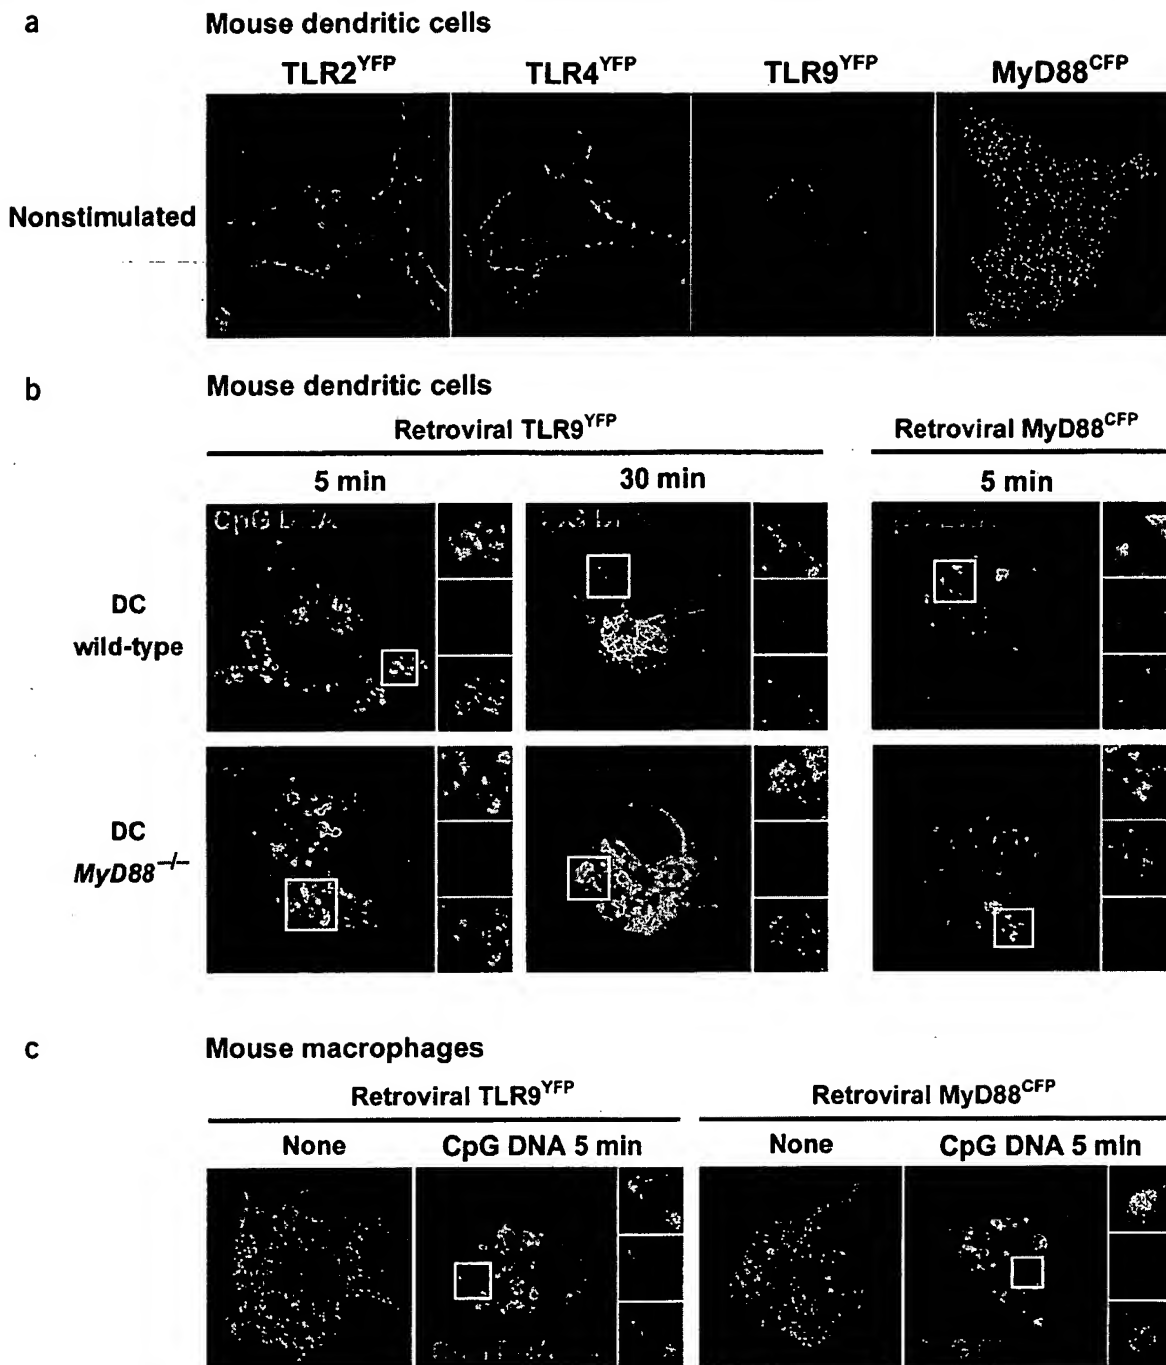 a Mouse dendritic cells
TLR2YFP TLR4YFP TLR9YFP MyD88CFP
Nonstimulated
b Mouse dendritic cells
Retroviral TLR9YFP Retroviral MyD88CFP
5 min 30 min 5 min
CpG
DC
wild-type
DC
MyD88–/–
c Mouse macrophages
Retroviral TLR9YFP Retroviral MyD88CFP
None CpG DNA 5 min None CpG DNA 5 min